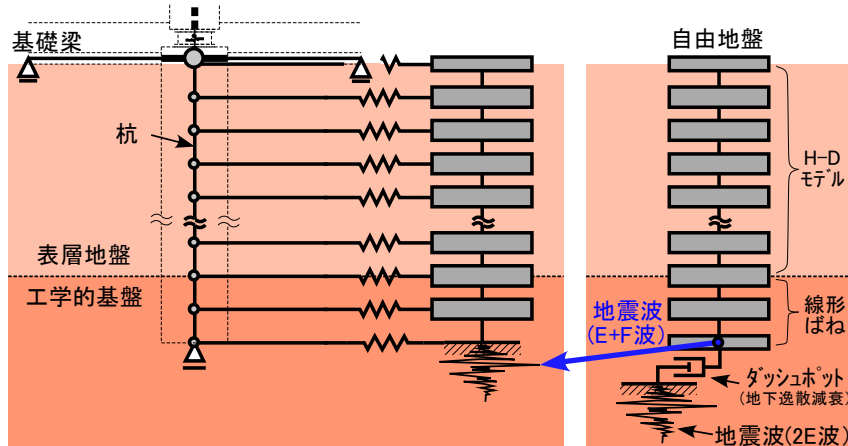 基礎梁
杭
表層地盤
工学的基盤
自由地盤
H-D
ﾓﾃﾞﾙ
地震波
(E+F波)
線形
ばね
ﾀﾞｯｼｭﾎﾟｯﾄ
(地下逸散減衰)
地震波(2E波)